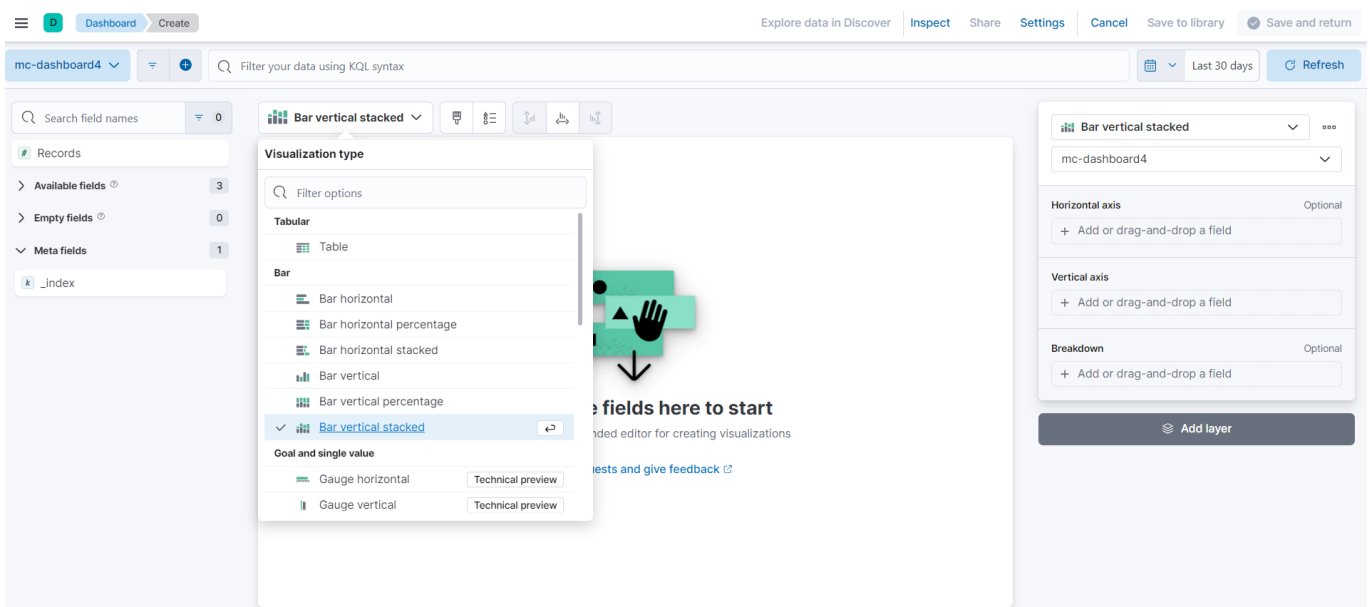 D Dashboard Create Explore data in Discover Inspect Share Settings Cancel Save to library Save and return
mc-dashboard4 Filter your data using KQL syntax Last 30 days Refresh
Search field names 0
# Records
Available fields ? 3
Empty fields ? 0
Meta fields 1
k _index
Bar vertical stacked
Visualization type
Filter options
Tabular
Table
Bar
Bar horizontal
Bar horizontal percentage
Bar horizontal stacked
Bar vertical
Bar vertical percentage
Bar vertical stacked
Goal and single value
Gauge horizontal Technical preview
Gauge vertical Technical preview
fields here to start
editor for creating visualizations
and give feedback
Bar vertical stacked
mc-dashboard4
Horizontal axis Optional
+ Add or drag-and-drop a field
Vertical axis
+ Add or drag-and-drop a field
Breakdown Optional
+ Add or drag-and-drop a field
Add layer